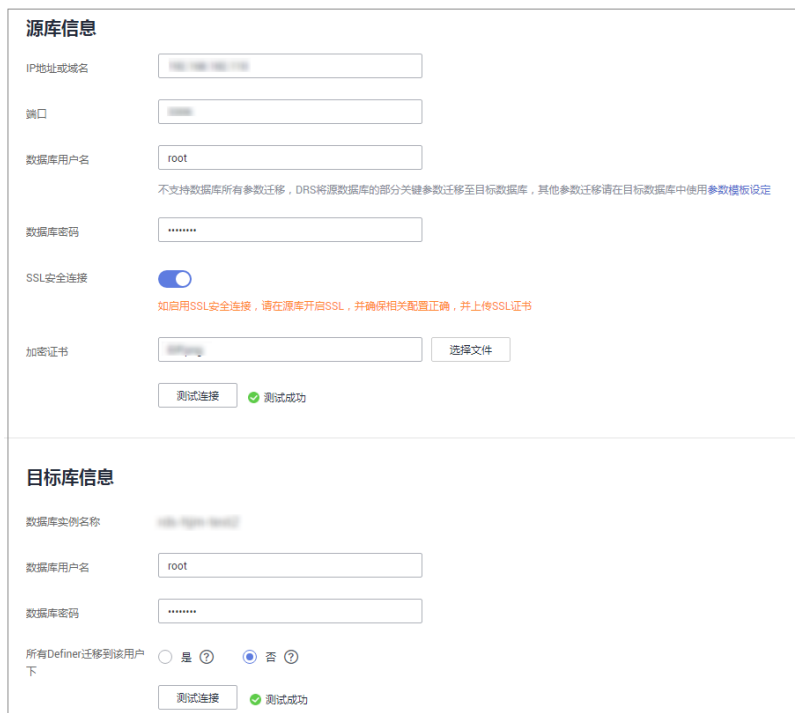 源库信息
IP地址或域名
端口
数据库用户名 root
不支持数据库所有参数迁移，DRS将源数据库的部分关键参数迁移至目标数据库，其他参数迁移请在目标数据库中使用参数模板设定
数据库密码 ••••••••
SSL安全连接
如启用SSL安全连接，请在源库开启SSL，并确保相关配置正确，并上传SSL证书
加密证书 选择文件
测试连接 测试成功
目标库信息
数据库实例名称
数据库用户名 root
数据库密码 ••••••••
所有Definer迁移到该用户
下
是 ? 否 ?
测试连接 测试成功